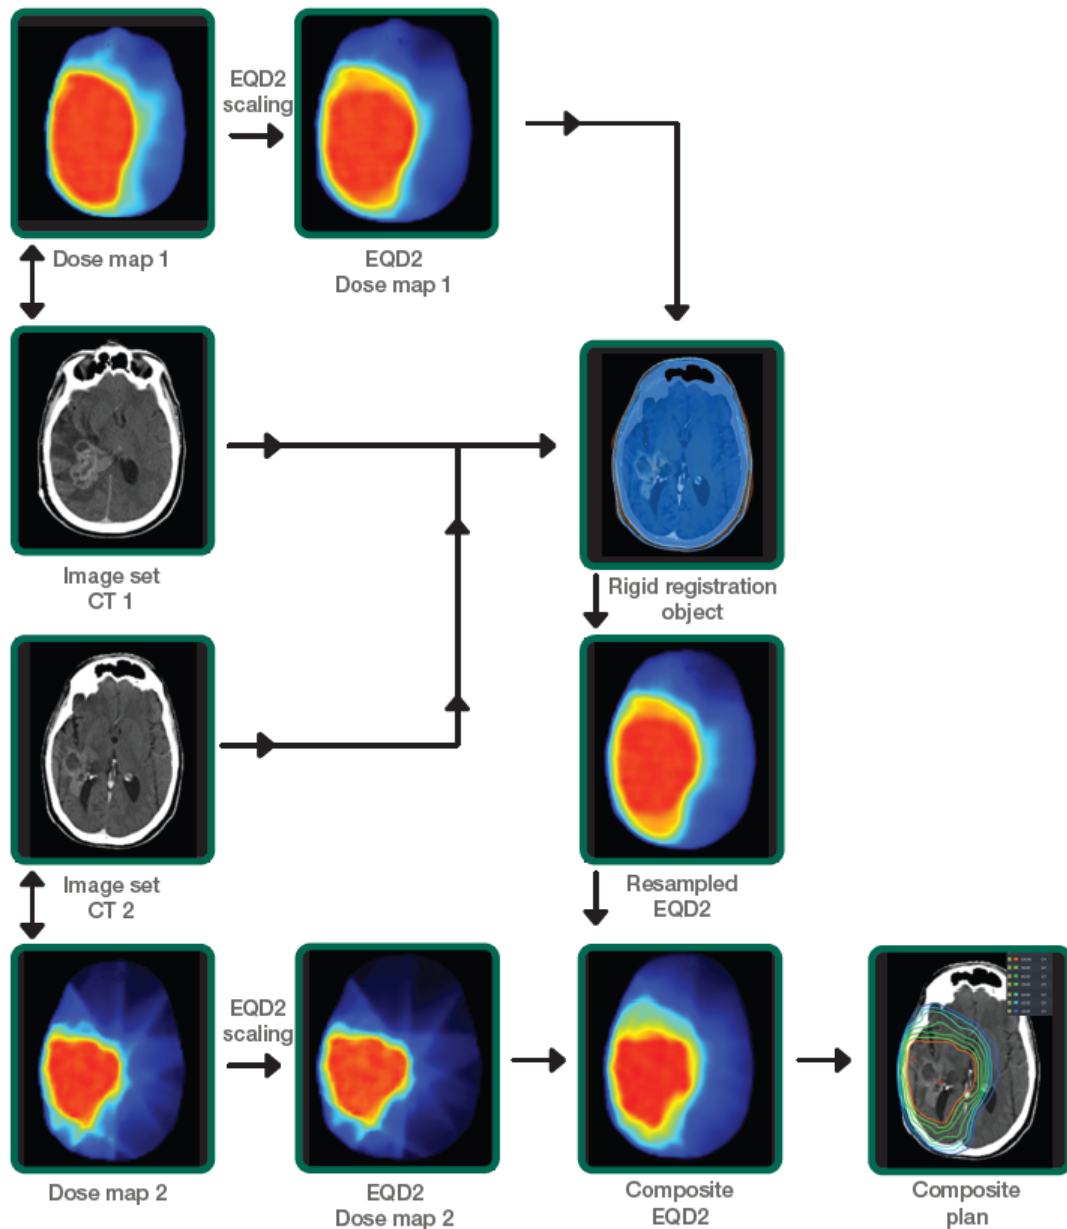 EQD2
scaling
Dose map 1
EQD2
Dose map 1
Image set
CT 1
Rigid registration
object
Image set
CT 2
Resampled
EQD2
EQD2
scaling
Dose map 2
EQD2
Dose map 2
Composite
EQD2
Composite
plan